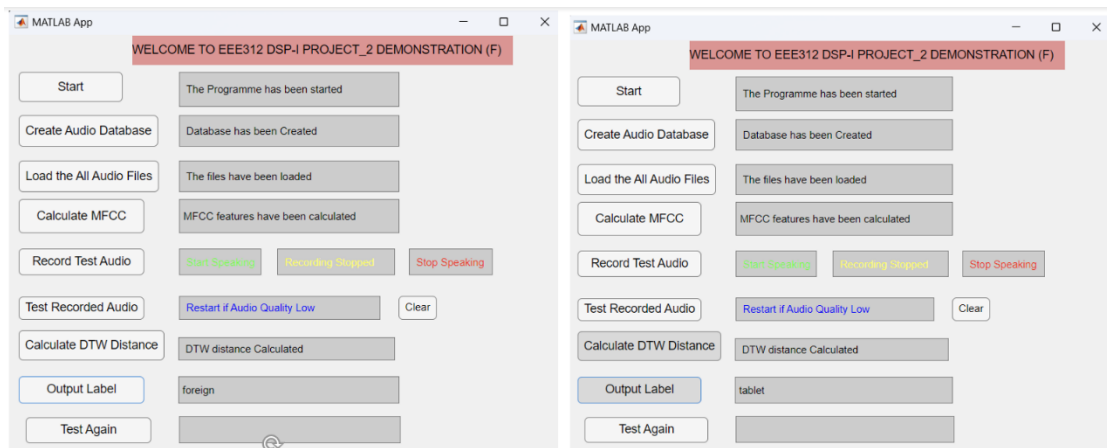 MATLAB App
WELCOME TO EEE312 DSP-I PROJECT_2 DEMONSTRATION (F)
Start
The Programme has been started
Create Audio Database
Database has been Created
Load the All Audio Files
The files have been loaded
Calculate MFCC
MFCC features have been calculated
Record Test Audio
Start Speaking
Recording Stopped
Stop Speaking
Test Recorded Audio
Restart if Audio Quality Low
Clear
Calculate DTW Distance
DTW distance Calculated
Output Label
foreign
Test Again
MATLAB App
WELCOME TO EEE312 DSP-I PROJECT_2 DEMONSTRATION (F)
Start
The Programme has been started
Create Audio Database
Database has been Created
Load the All Audio Files
The files have been loaded
Calculate MFCC
MFCC features have been calculated
Record Test Audio
Start Speaking
Recording Stopped
Stop Speaking
Test Recorded Audio
Restart if Audio Quality Low
Clear
Calculate DTW Distance
DTW distance Calculated
Output Label
tablet
Test Again